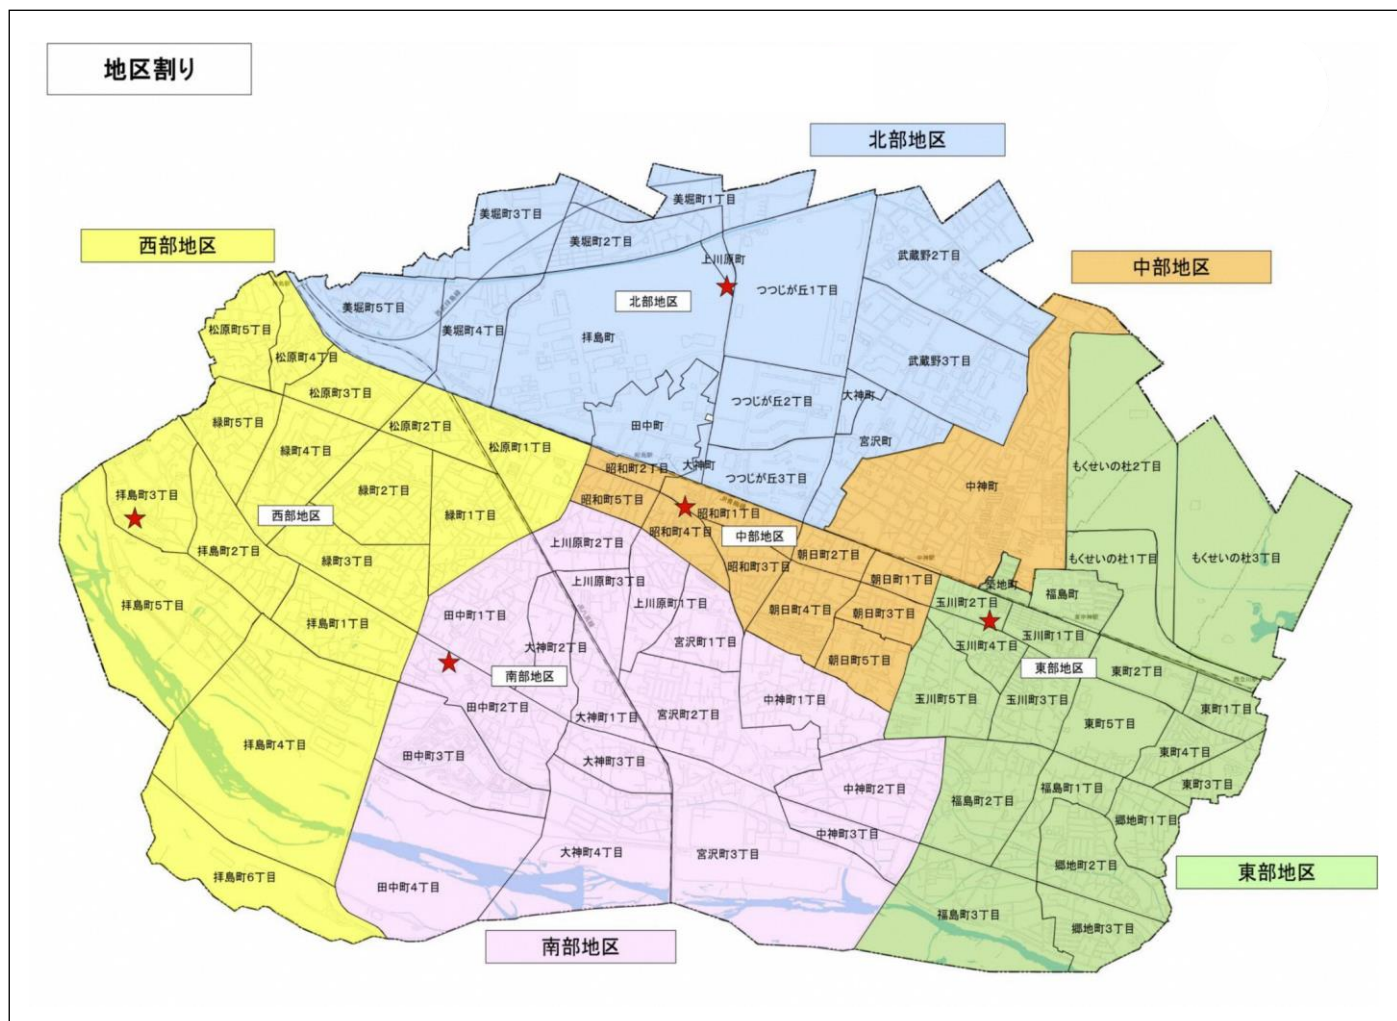 地区割り
北部地区
西部地区
中部地区
美堀町1丁目
美堀町3丁目
美堀町2丁目
上川原町
武蔵野2丁目
つつじが丘1丁目
北部地区
美堀町5丁目
美堀町4丁目
拝島町
松原町5丁目
松原町4丁目
武蔵野3丁目
松原町3丁目
大神町
つつじが丘2丁目
緑町5丁目
松原町2丁目
田中町
宮沢町
松原町1丁目
緑町4丁目
大神町
昭和町2丁目
もくせいの杜2丁目
つつじが丘3丁目
中神町
緑町2丁目
拝島町3丁目
昭和町5丁目
昭和町1丁目
緑町1丁目
西部地区
昭和町4丁目
中部地区
上川原町2丁目
拝島町2丁目
朝日町2丁目
緑町3丁目
昭和町3丁目
もくせいの杜1丁目
もくせいの杜3丁目
朝日町1丁目
上川原町3丁目
築地町
福島町
上川原町1丁目
玉川町2丁目
拝島町5丁目
田中町1丁目
朝日町4丁目
朝日町3丁目
拝島町1丁目
玉川町1丁目
宮沢町1丁目
大神町2丁目
玉川町4丁目
朝日町5丁目
東部地区
東町2丁目
南部地区
中神町1丁目
玉川町5丁目
玉川町3丁目
田中町2丁目
東町1丁目
大神町1丁目
宮沢町2丁目
東町5丁目
拝島町4丁目
東町4丁目
田中町3丁目
大神町3丁目
東町3丁目
中神町2丁目
福島町1丁目
福島町2丁目
郷地町1丁目
中神町3丁目
大神町4丁目
宮沢町3丁目
郷地町2丁目
東部地区
拝島町6丁目
田中町4丁目
福島町3丁目
郷地町3丁目
南部地区